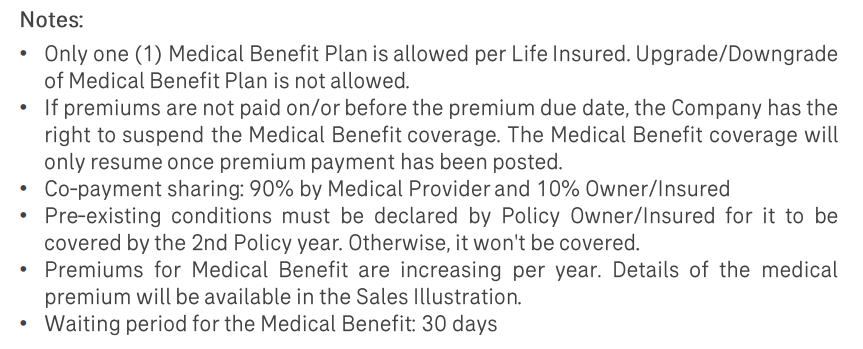 Notes:
• Only one (1) Medical Benefit Plan is allowed per Life Insured. Upgrade/Downgrade
of Medical Benefit Plan is not allowed.
• If premiums are not paid on/or before the premium due date, the Company has the
right to suspend the Medical Benefit coverage. The Medical Benefit coverage will
only resume once premium payment has been posted.
• Co-payment sharing: 90% by Medical Provider and 10% Owner/Insured
• Pre-existing conditions must be declared by Policy Owner/Insured for it to be
covered by the 2nd Policy year. Otherwise, it won't be covered.
• Premiums for Medical Benefit are increasing per year. Details of the medical
premium will be available in the Sales Illustration.
• Waiting period for the Medical Benefit: 30 days